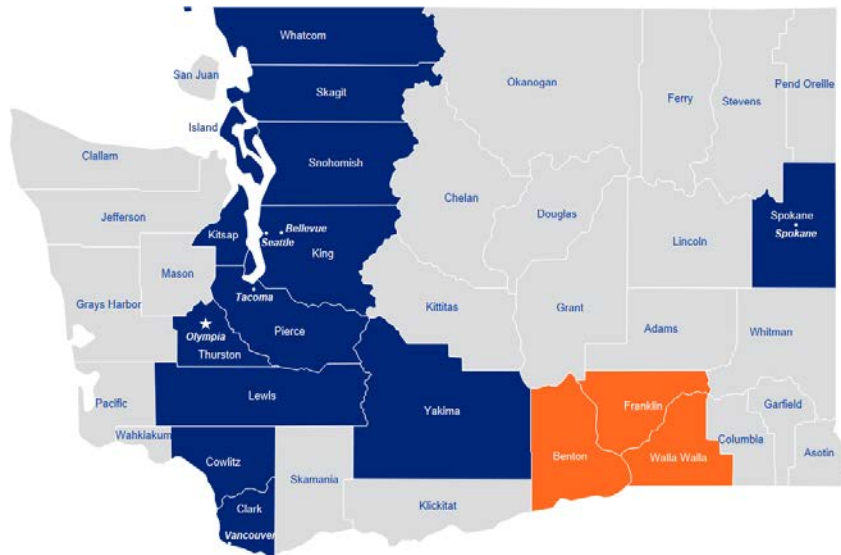 Whatcom
San Juan
Skagit
Okanogan
Ferry
Stevens
Pend Oreille
Island
Clallam
Snohomish
Chelan
Douglas
Jefferson
Kitsap
Bellevue
Seattle
King
Lincoln
Spokane
Spokane
Mason
Grays Harbor
Tacoma
Kittitas
Grant
Olympia
Thurston
Pierce
Adams
Whitman
Pacific
Lewis
Yakima
Franklin
Garfield
Wahklakum
Cowlitz
Skamania
Benton
Walla Walla
Columbia
Asotin
Klickitat
Clark
Vancouver